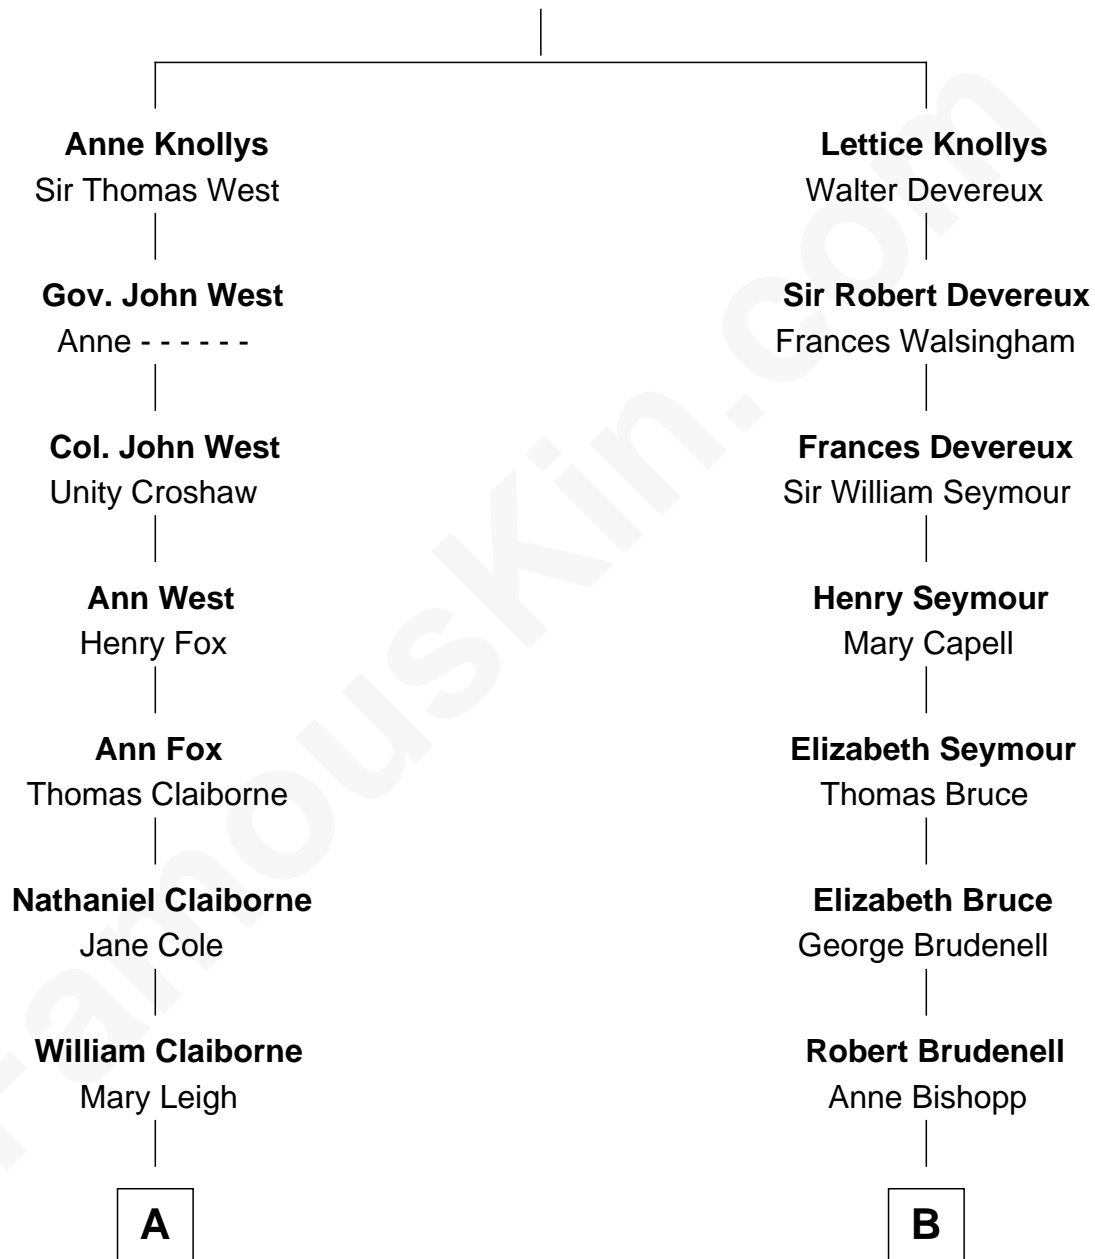 Anne Knollys
Sir Thomas West
Gov. John West
Anne - - - - - -
Col. John West
Unity Croshaw
Ann West
Henry Fox
Ann Fox
Thomas Claiborne
Nathaniel Claiborne
Jane Cole
William Claiborne
Mary Leigh
A
Lettice Knollys
Walter Devereux
Sir Robert Devereux
Frances Walsingham
Frances Devereux
Sir William Seymour
Henry Seymour
Mary Capell
Elizabeth Seymour
Thomas Bruce
Elizabeth Bruce
George Brudenell
Robert Brudenell
Anne Bishopp
B
FamousKin.com